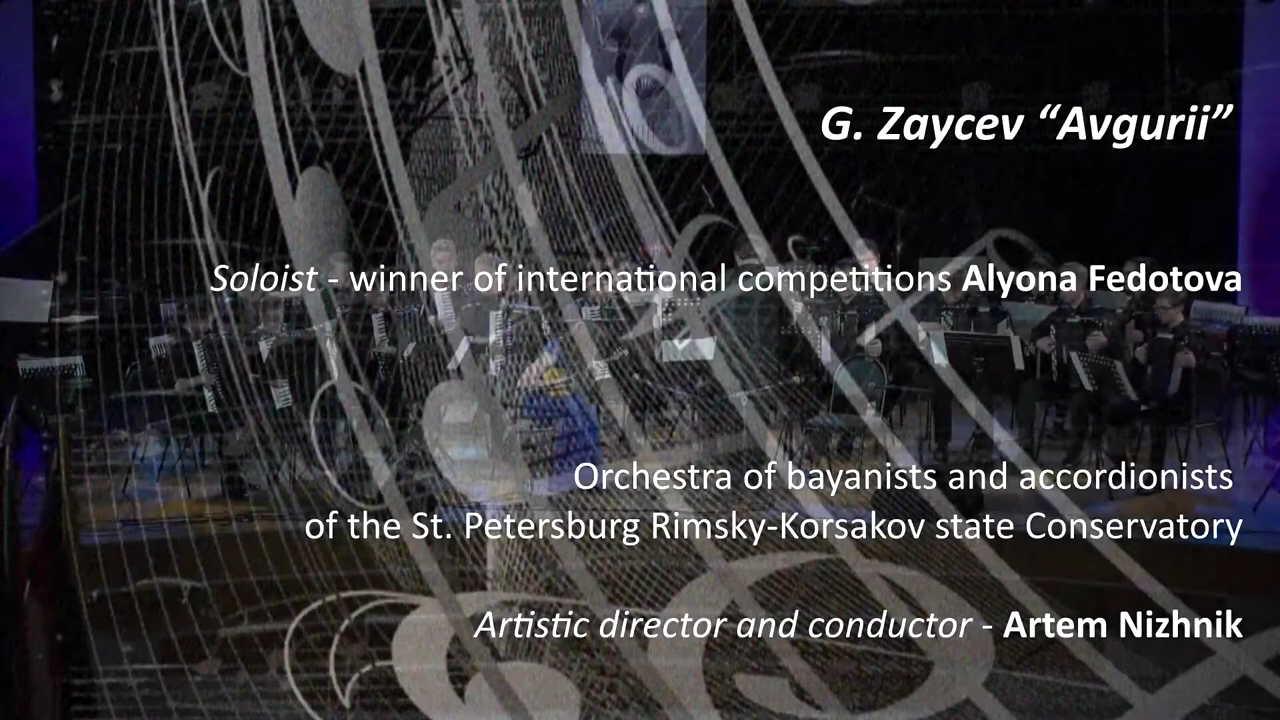 G. Zaycev “Avgurii”
Soloist - winner of international competitions Alyona Fedotova
Orchestra of bayanists and accordionists
of the St. Petersburg Rimsky-Korsakov state Conservatory
Artistic director and conductor - Artem Nizhnik